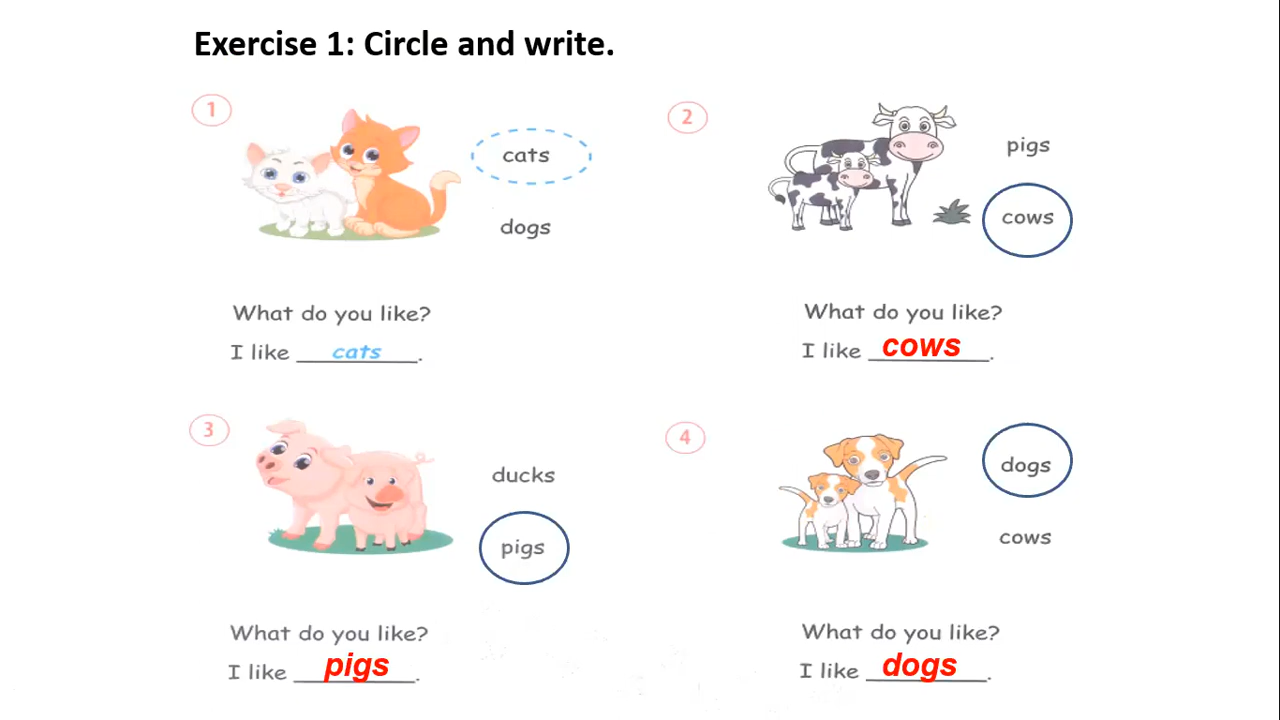 Exercise 1: Circle and write.
1
cats
dogs
What do you like?
I like cats.
2
pigs
cows
What do you like?
I like cows.
3
ducks
pigs
What do you like?
I like pigs.
4
dogs
cows
What do you like?
I like dogs.